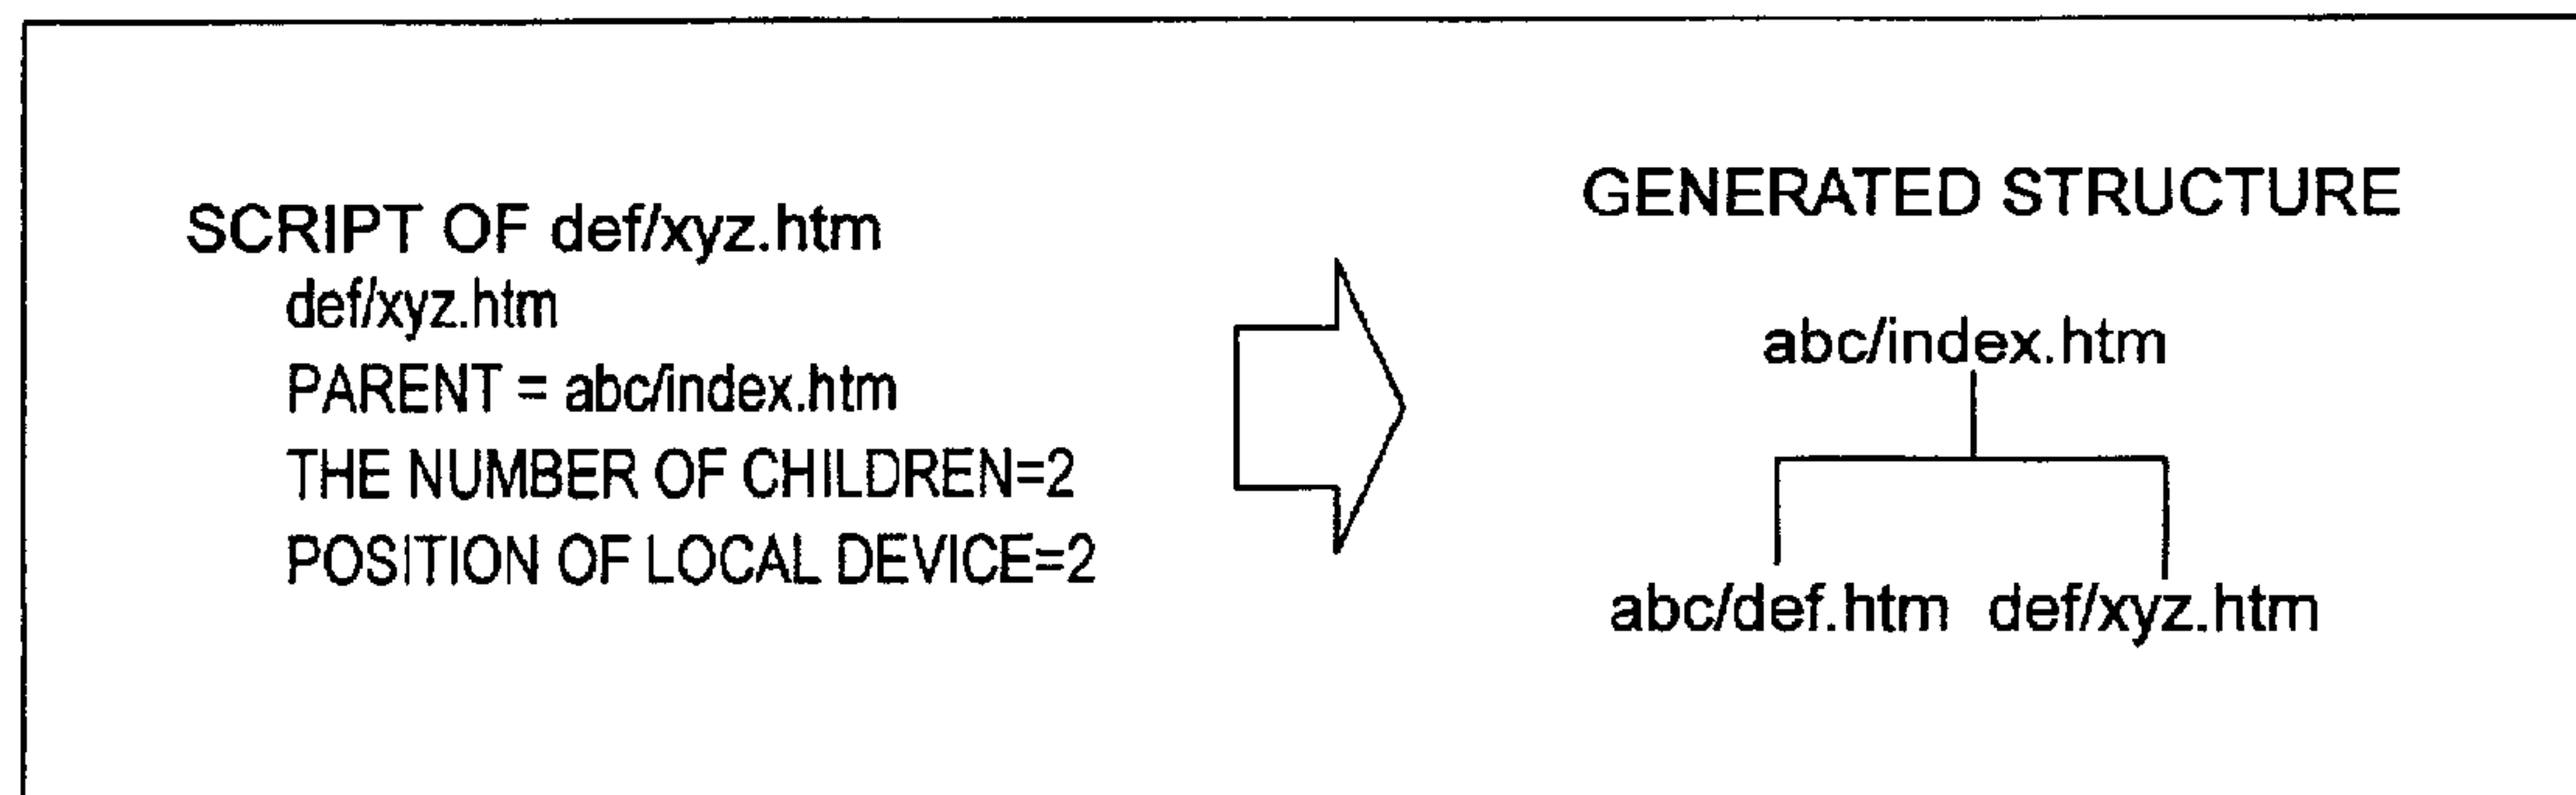 SCRIPT OF def/xyz.htm
def/xyz.htm
PARENT = abc/index.htm
THE NUMBER OF CHILDREN=2
POSITION OF LOCAL DEVICE=2
GENERATED STRUCTURE
abc/index.htm
abc/def.htm def/xyz.htm